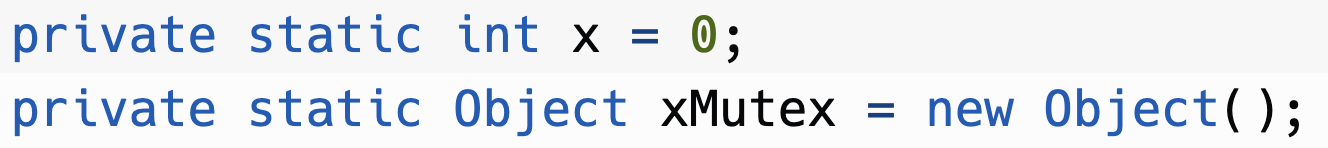 private static int x = 0;
private static Object xMutex = new Object();